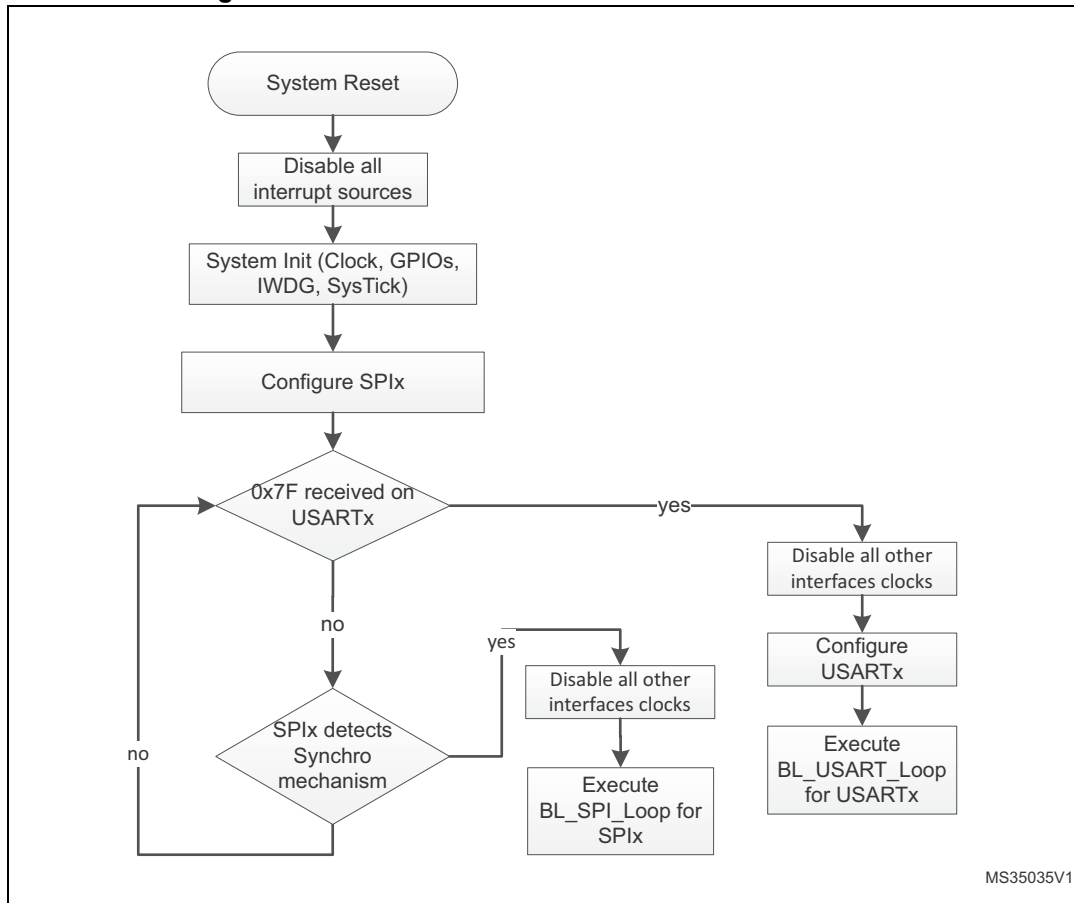 System Reset
Disable all
interrupt sources
System Init (Clock, GPIOs,
IWDG, SysTick)
Configure SPIx
0x7F received on
USARTx
yes
Disable all other
interfaces clocks
Configure
USARTx
Execute
BL_USART_Loop
for USARTx
no
SPIx detects
Synchro
mechanism
yes
Disable all other
interfaces clocks
Execute
BL_SPI_Loop for
SPIx
no
MS35035V1